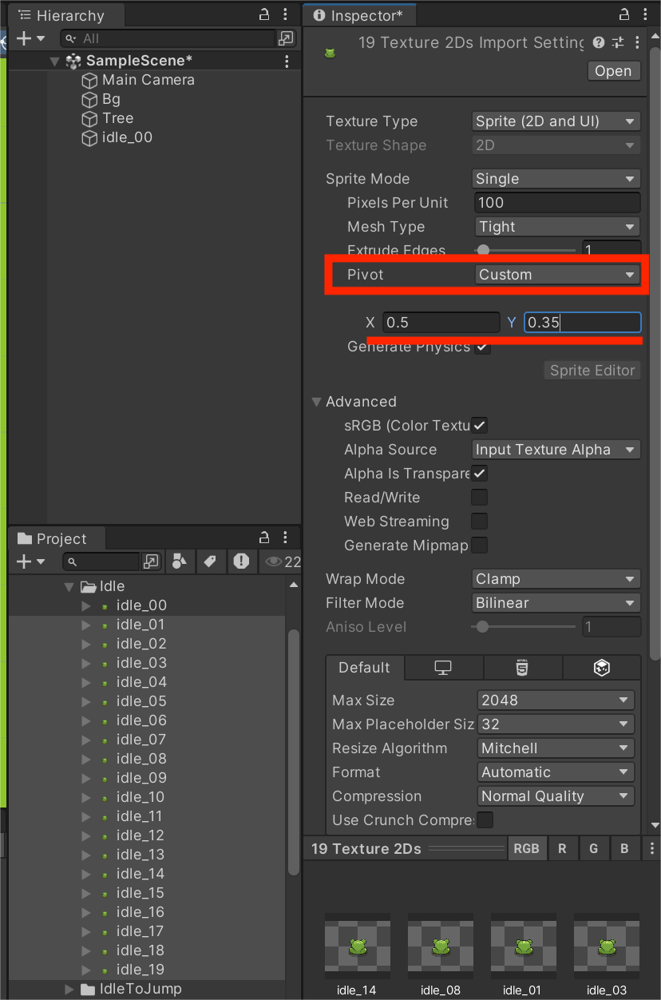 Hierarchy
All
SampleScene*
Main Camera
Bg
Tree
idle_00
Project
22
Idle
idle_00
idle_01
idle_02
idle_03
idle_04
idle_05
idle_06
idle_07
idle_08
idle_09
idle_10
idle_11
idle_12
idle_13
idle_14
idle_15
idle_16
idle_17
idle_18
idle_19
IdleToJump
Inspector*
19 Texture 2Ds Import Setting
Open
Texture Type Sprite (2D and UI)
Texture Shape 2D
Sprite Mode Single
Pixels Per Unit 100
Mesh Type Tight
Extrude Edges 1
Pivot Custom
X 0.5 Y 0.35
Generate Physics
Sprite Editor
Advanced
sRGB (Color Textu
Alpha Source Input Texture Alpha
Alpha Is Transpare
Read/Write
Web Streaming
Generate Mipmap
Wrap Mode Clamp
Filter Mode Bilinear
Aniso Level 1
Default HTML 5
Max Size 2048
Max Placeholder Siz 32
Resize Algorithm Mitchell
Format Automatic
Compression Normal Quality
Use Crunch Compre
19 Texture 2Ds RGB R G B
idle_14 idle_08 idle_01 idle_03